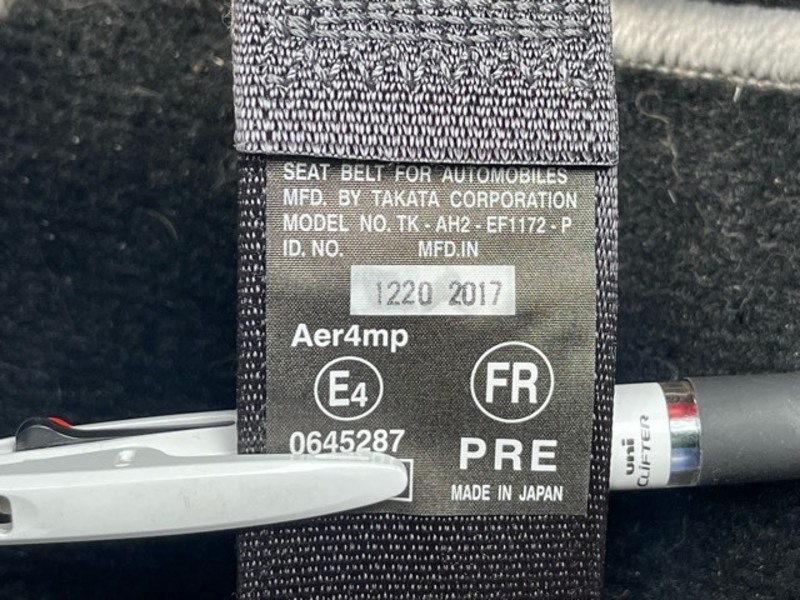 SEAT BELT FOR AUTOMOBILES
MFD. BY TAKATA CORPORATION
MODEL NO. TK - AH2 - EF1172 - P
ID. NO. MFD.IN
1220 2017
Aer4mp
E4
FR
0645287
PRE
MADE IN JAPAN
uni
CLiFTER